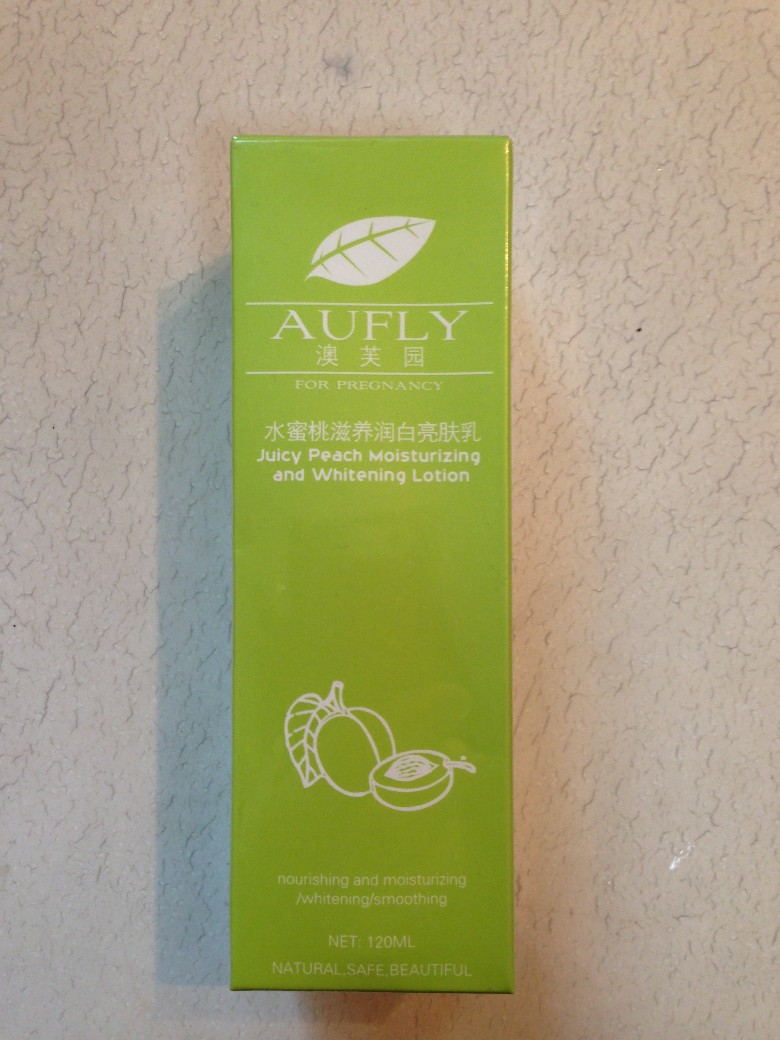 AUFLY
澳芙园
FOR PREGNANCY
水蜜桃滋养润白亮肤乳
Juicy Peach Moisturizing
and Whitening Lotion
nourishing and moisturizing
/whitening/smoothing
NET: 120ML
NATURAL,SAFE,BEAUTIFUL